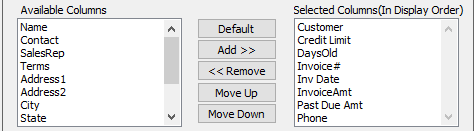 Available Columns
Name
Contact
SalesRep
Terms
Address1
Address2
City
State
Default
Add >>
<< Remove
Move Up
Move Down
Selected Columns(In Display Order)
Customer
Credit Limit
DaysOld
Invoice#
Inv Date
InvoiceAmt
Past Due Amt
Phone